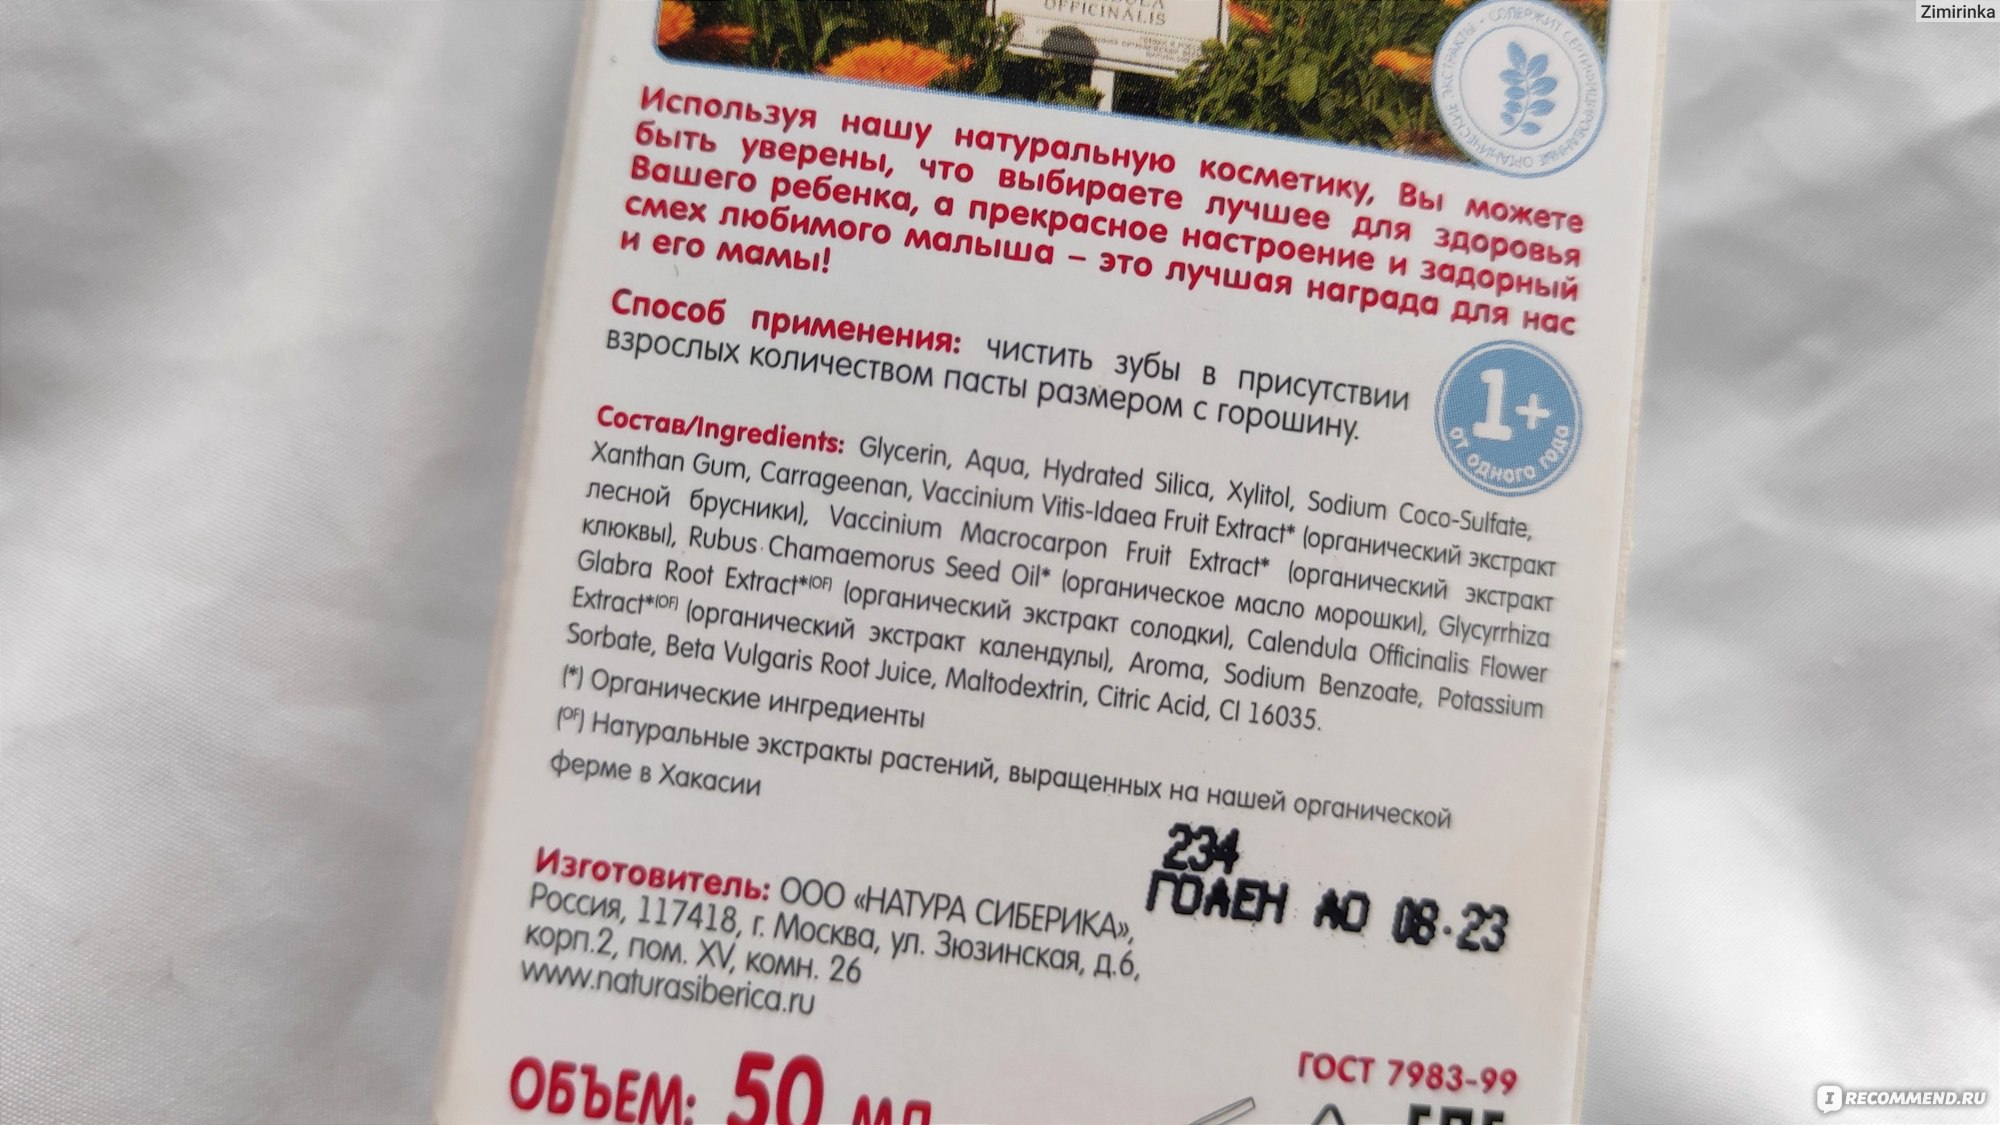 Zimirinka
OFFICINALIS
СОДЕРЖИТ СЕРТИФИЦИРОВАННЫЕ ОРГАНИЧЕСКИЕ ЭКСТРАКТЫ
Используя нашу натуральную косметику, Вы можете
быть уверены, что выбираете лучшее для здоровья
Вашего ребенка, а прекрасное настроение и задорный
смех любимого малыша – это лучшая награда для нас
и его мамы!
Способ применения: чистить зубы в присутствии
взрослых количеством пасты размером с горошину.
1+
от одного года
Состав/Ingredients: Glycerin, Aqua, Hydrated Silica, Xylitol, Sodium Coco-Sulfate,
Xanthan Gum, Carrageenan, Vaccinium Vitis-Idaea Fruit Extract* (органический экстракт
лесной брусники), Vaccinium Macrocarpon Fruit Extract* (органический экстракт
клюквы), Rubus Chamaemorus Seed Oil* (органическое масло морошки), Glycyrrhiza
Glabra Root Extract*(OF) (органический экстракт солодки), Calendula Officinalis Flower
Extract*(OF) (органический экстракт календулы), Aroma, Sodium Benzoate, Potassium
Sorbate, Beta Vulgaris Root Juice, Maltodextrin, Citric Acid, CI 16035.
(*) Органические ингредиенты
(OF) Натуральные экстракты растений, выращенных на нашей органической
ферме в Хакасии
234
ГОДЕН ДО 08.23
Изготовитель: ООО «НАТУРА СИБЕРИКА»,
Россия, 117418, г. Москва, ул. Зюзинская, д.6,
корп.2, пом. XV, комн. 26
www.naturasiberica.ru
ОБЪЕМ: 50 мл
ГОСТ 7983-99
IRECOMMEND.RU